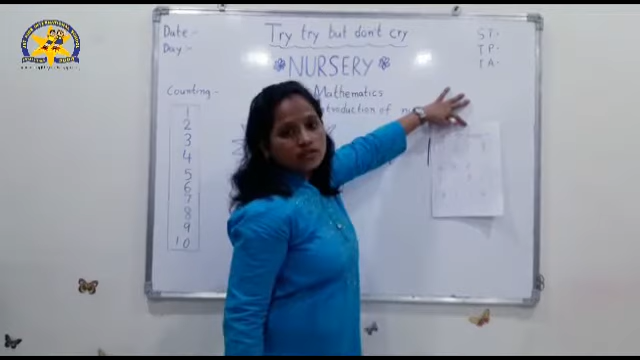 Date :-
Day :-
Try try but don't cry
ST-
TP-
TA-
NURSERY
Mathematics
Counting :-
1
2
3
4
5
6
7
8
9
10